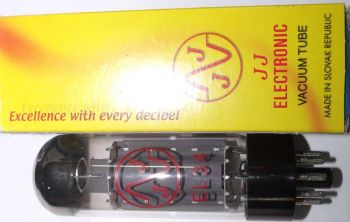 JJ
JJ
ELECTRONIC
VACUUM TUBE
MADE IN SLOVAK REPUBLIC
Excellence with every decibel
JJ
EL34